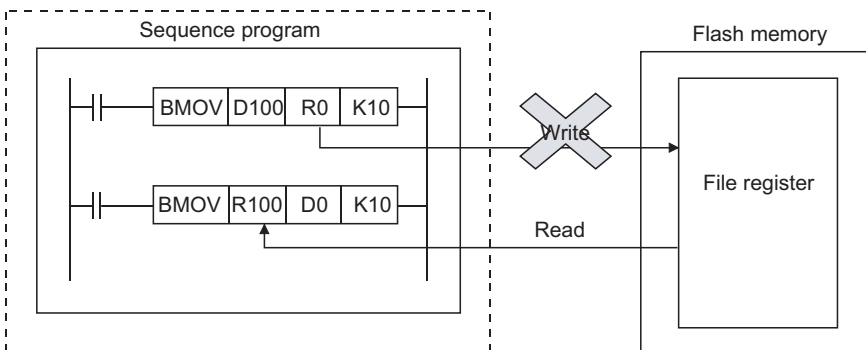 Sequence program
Flash memory
BMOV D100 R0 K10
Write
File register
BMOV R100 D0 K10
Read